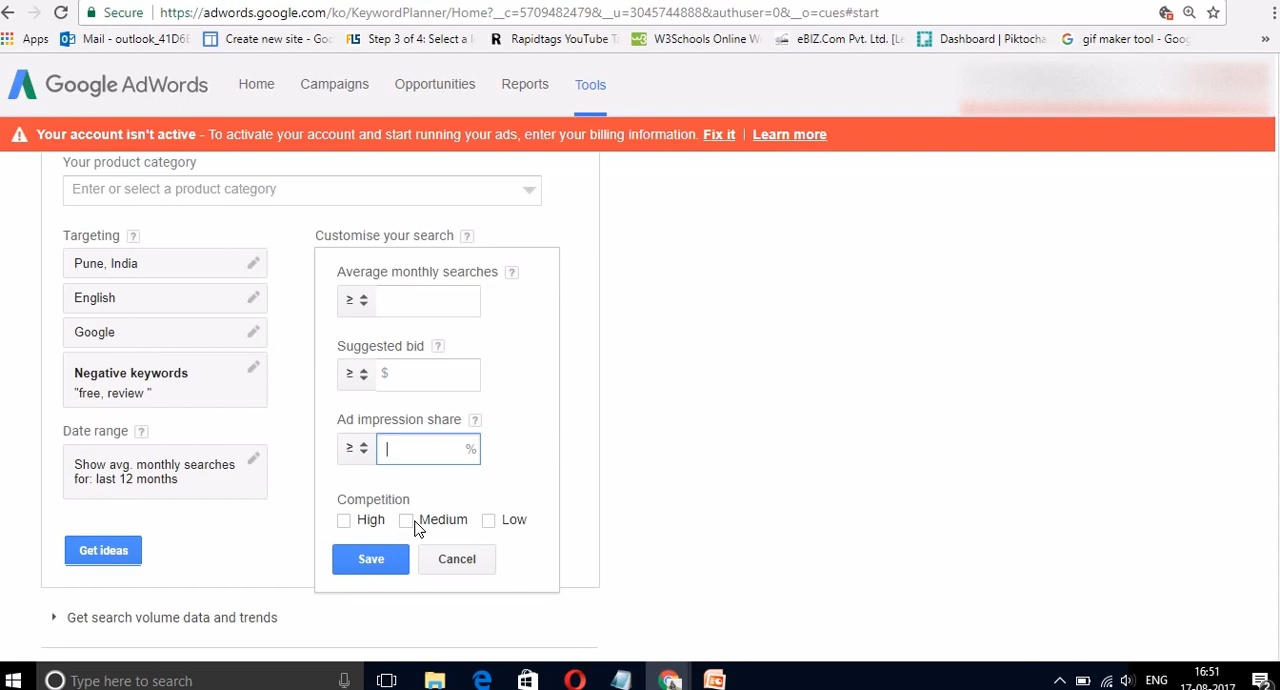 Secure
https://adwords.google.com/ko/KeywordPlanner/Home?__c=5709482479&__u=3045744888&authuser=0&__o=cues#start
Apps
Mail - outlook_41D6E
Create new site - Goo
Step 3 of 4: Select a
Rapidtags YouTube T
W3Schools Online W
eBIZ.Com Pvt. Ltd. [Le
Dashboard | Piktocha
gif maker tool - Goog
»
Google AdWords
Home
Campaigns
Opportunities
Reports
Tools
Your account isn't active - To activate your account and start running your ads, enter your billing information. Fix it | Learn more
Your product category
Enter or select a product category
Targeting ?
Customise your search ?
Pune, India
English
Google
Negative keywords
"free, review "
Date range ?
Show avg. monthly searches
for: last 12 months
Get ideas
Average monthly searches ?
≥
Suggested bid ?
≥ $
Ad impression share ?
≥ %
Competition
High Medium Low
Save Cancel
Get search volume data and trends
Type here to search
ENG
16:51
17-08-2017